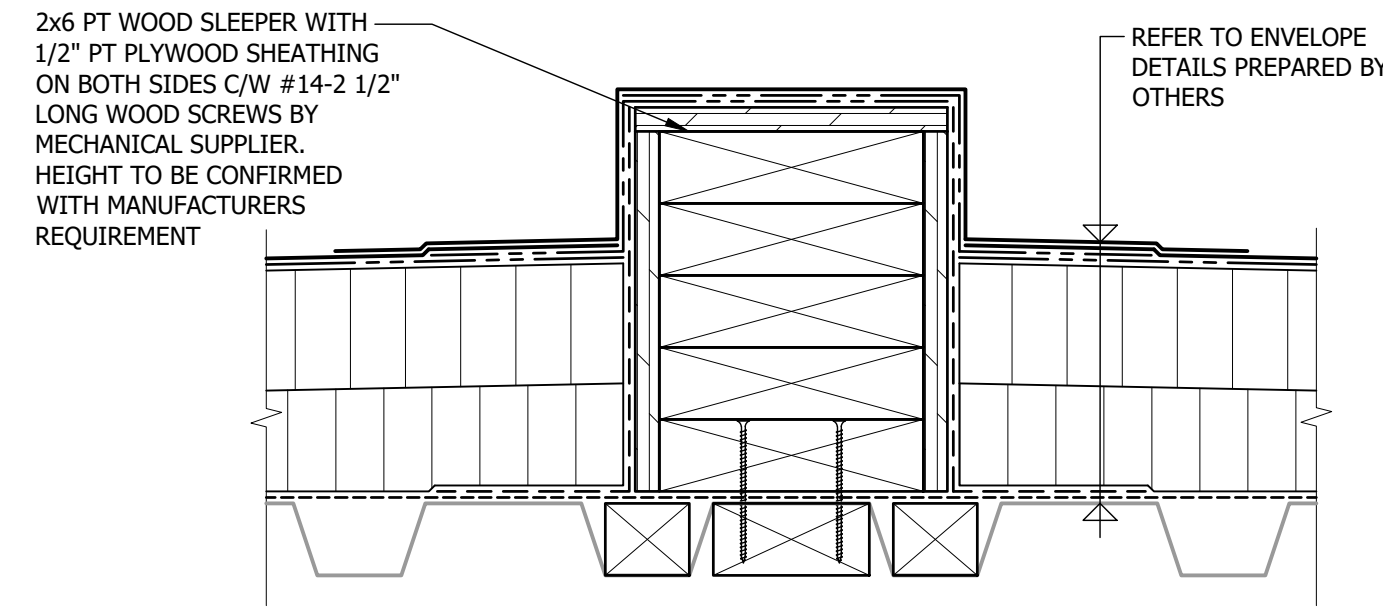 2x6 PT WOOD SLEEPER WITH
1/2" PT PLYWOOD SHEATHING
ON BOTH SIDES C/W #14-2 1/2"
LONG WOOD SCREWS BY
MECHANICAL SUPPLIER.
HEIGHT TO BE CONFIRMED
WITH MANUFACTURERS
REQUIREMENT
REFER TO ENVELOPE
DETAILS PREPARED BY
OTHERS